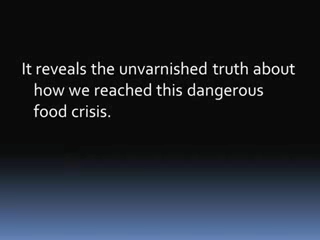 It reveals the unvarnished truth about
how we reached this dangerous
food crisis.